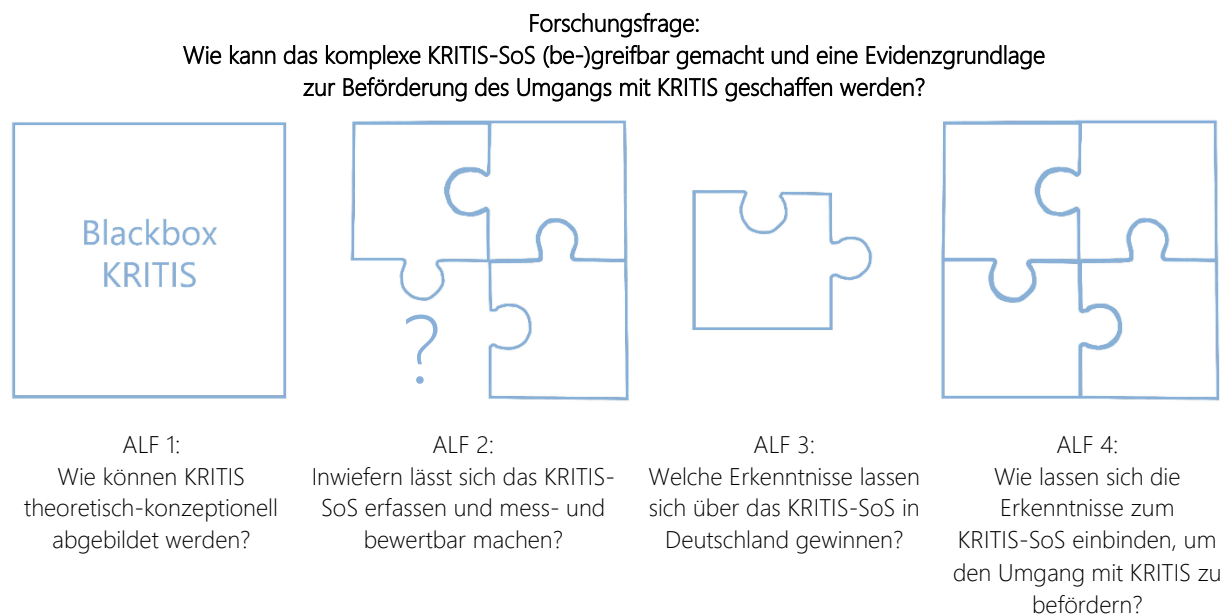 Forschungsfrage:
Wie kann das komplexe KRITIS-SoS (be-)greifbar gemacht und eine Evidenzgrundlage
zur Beförderung des Umgangs mit KRITIS geschaffen werden?
Blackbox
KRITIS
?
ALF 1:
Wie können KRITIS
theoretisch-konzeptionell
abgebildet werden?
ALF 2:
Inwiefern lässt sich das KRITIS-
SoS erfassen und mess- und
bewertbar machen?
ALF 3:
Welche Erkenntnisse lassen
sich über das KRITIS-SoS in
Deutschland gewinnen?
ALF 4:
Wie lassen sich die
Erkenntnisse zum
KRITIS-SoS einbinden, um
den Umgang mit KRITIS zu
befördern?